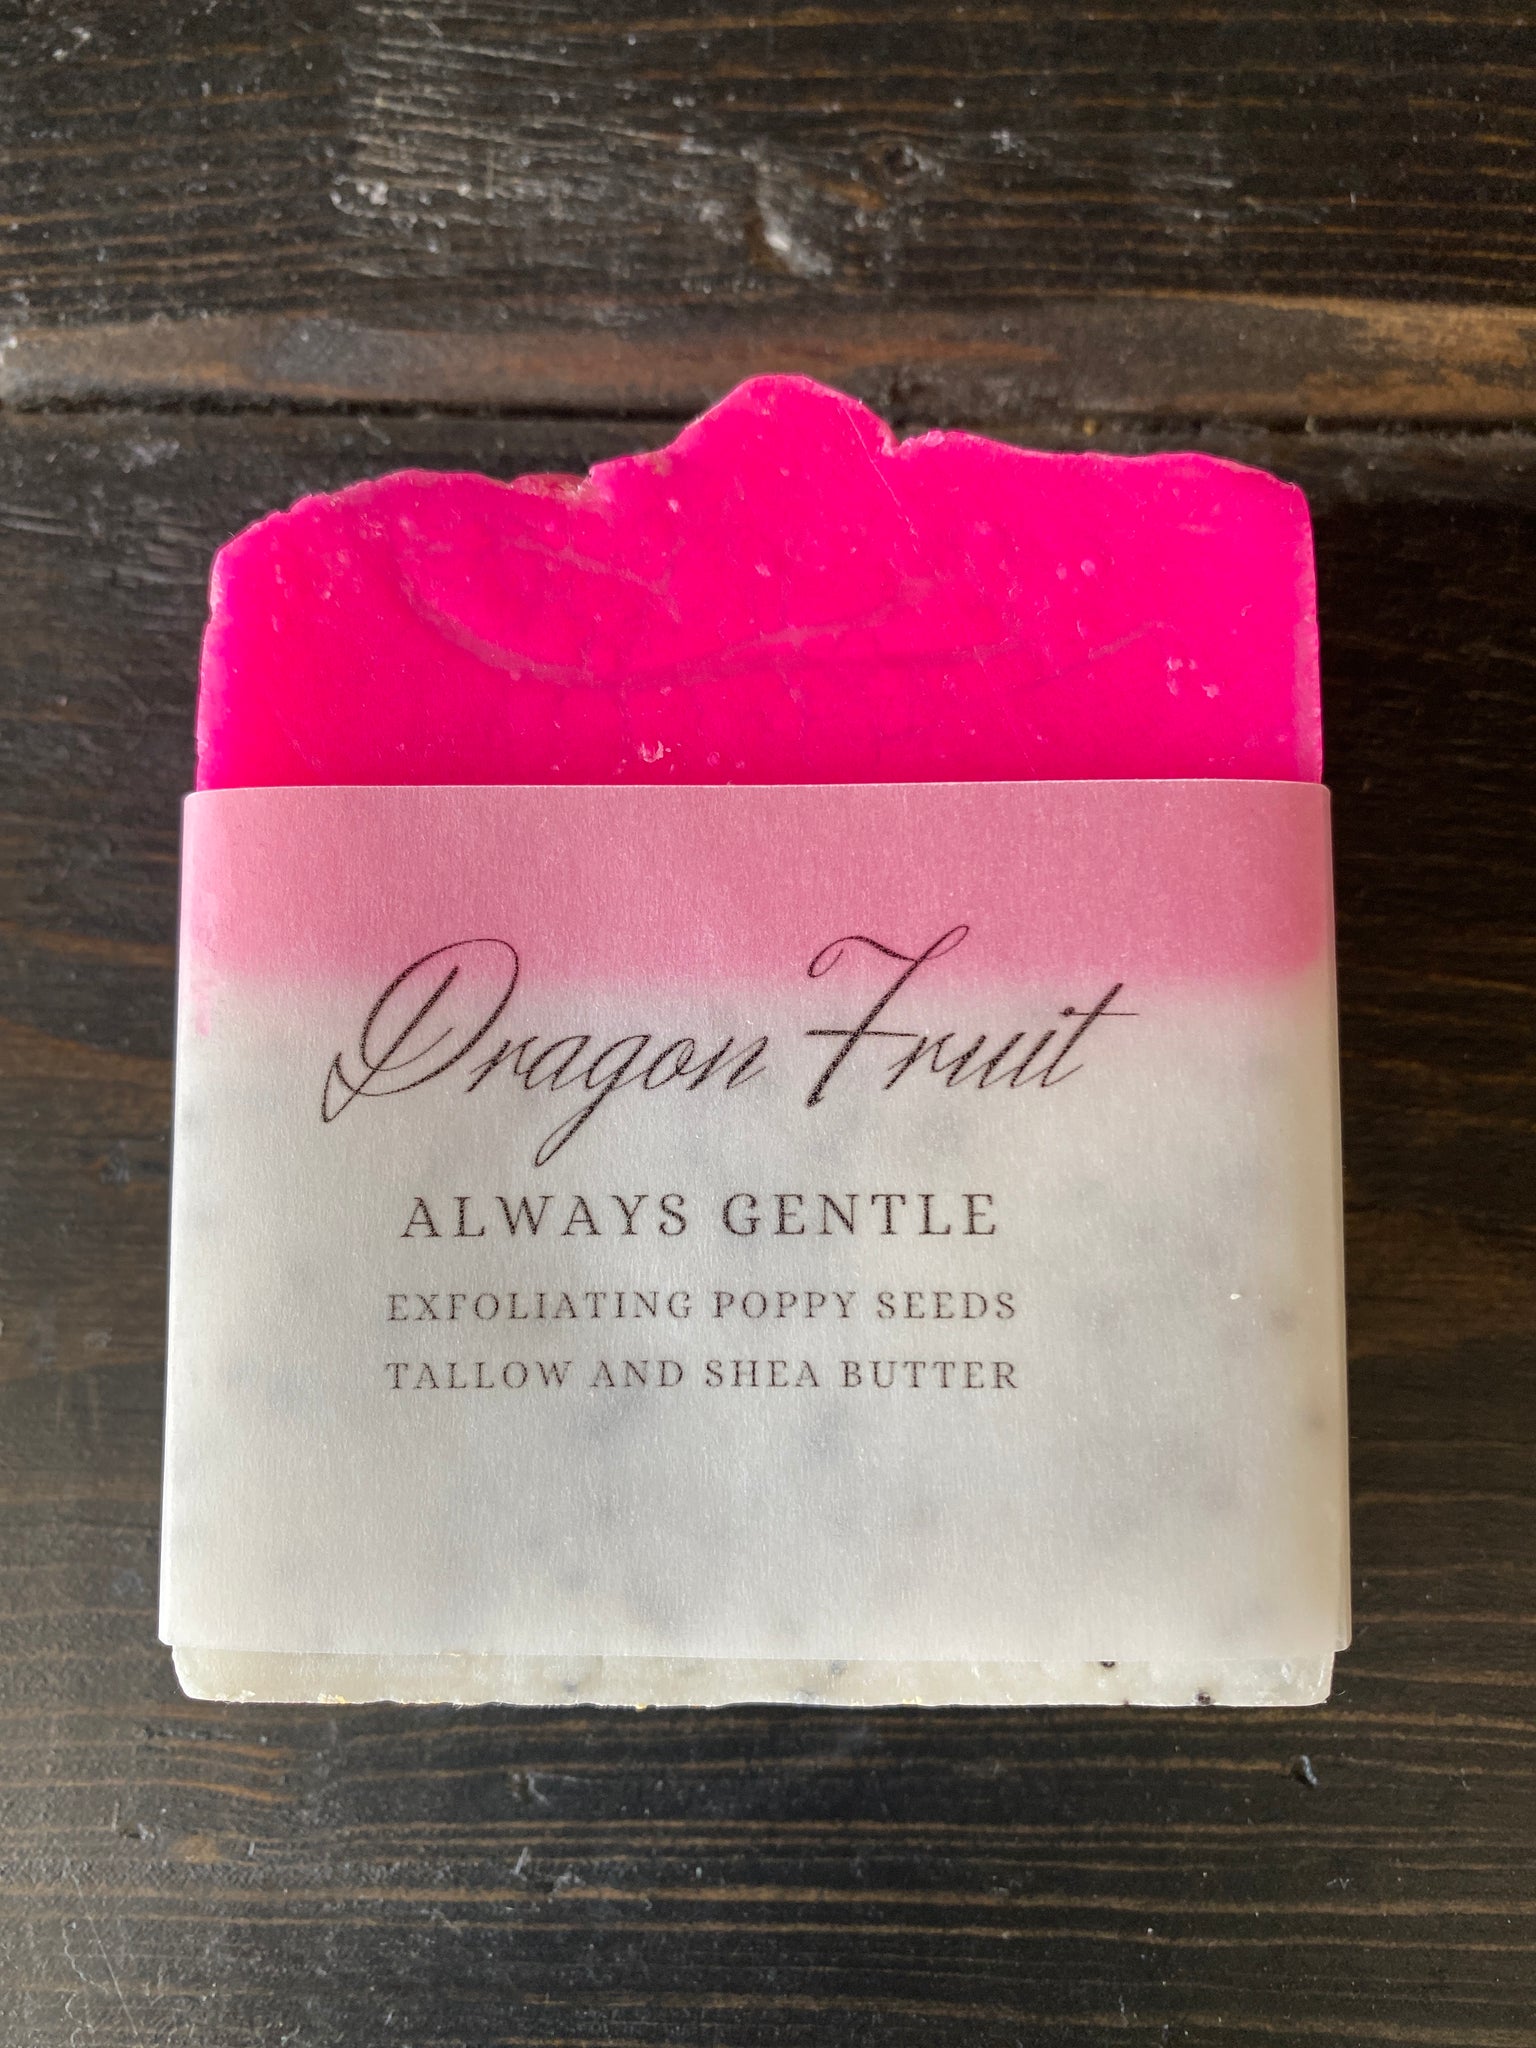 Dragon Fruit
ALWAYS GENTLE
EXFOLIATING POPPY SEEDS
TALLOW AND SHEA BUTTER